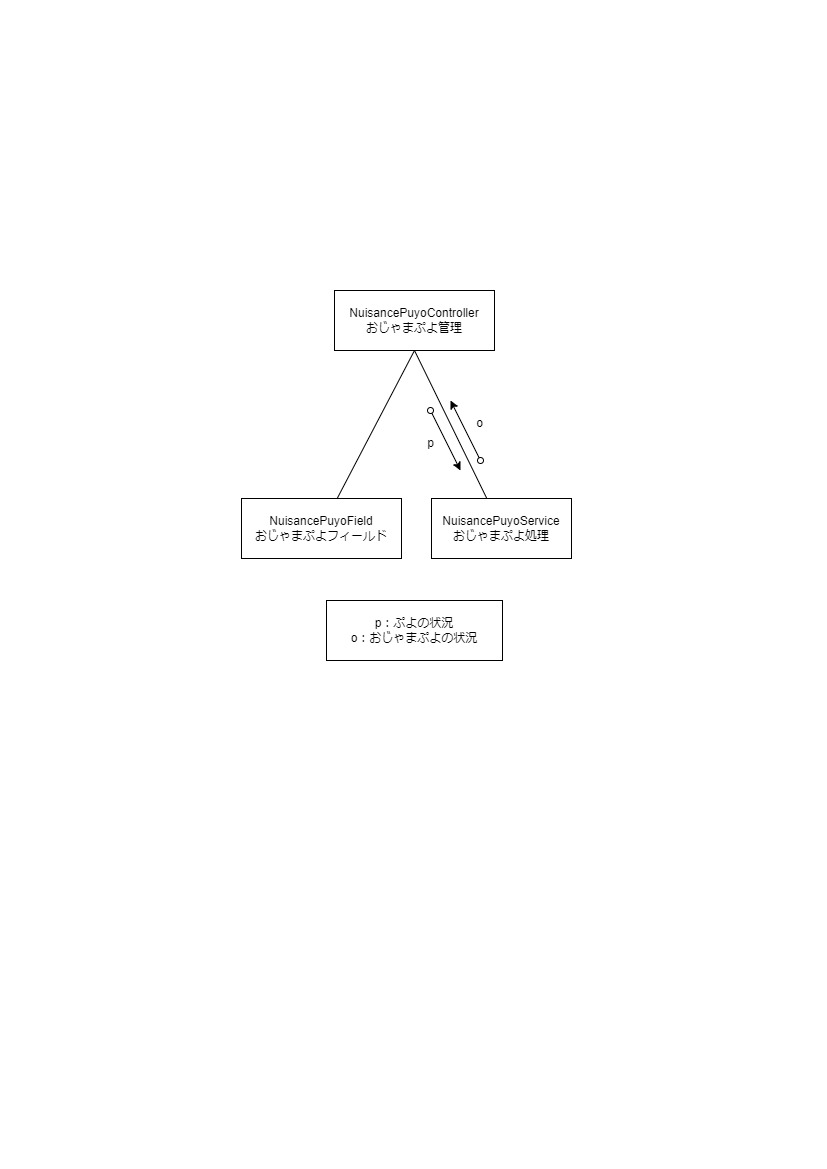 NuisancePuyoController
おじゃまぷよ管理
o
p
NuisancePuyoField
おじゃまぷよフィールド
NuisancePuyoService
おじゃまぷよ処理
p：ぷよの状況
o：おじゃまぷよの状況